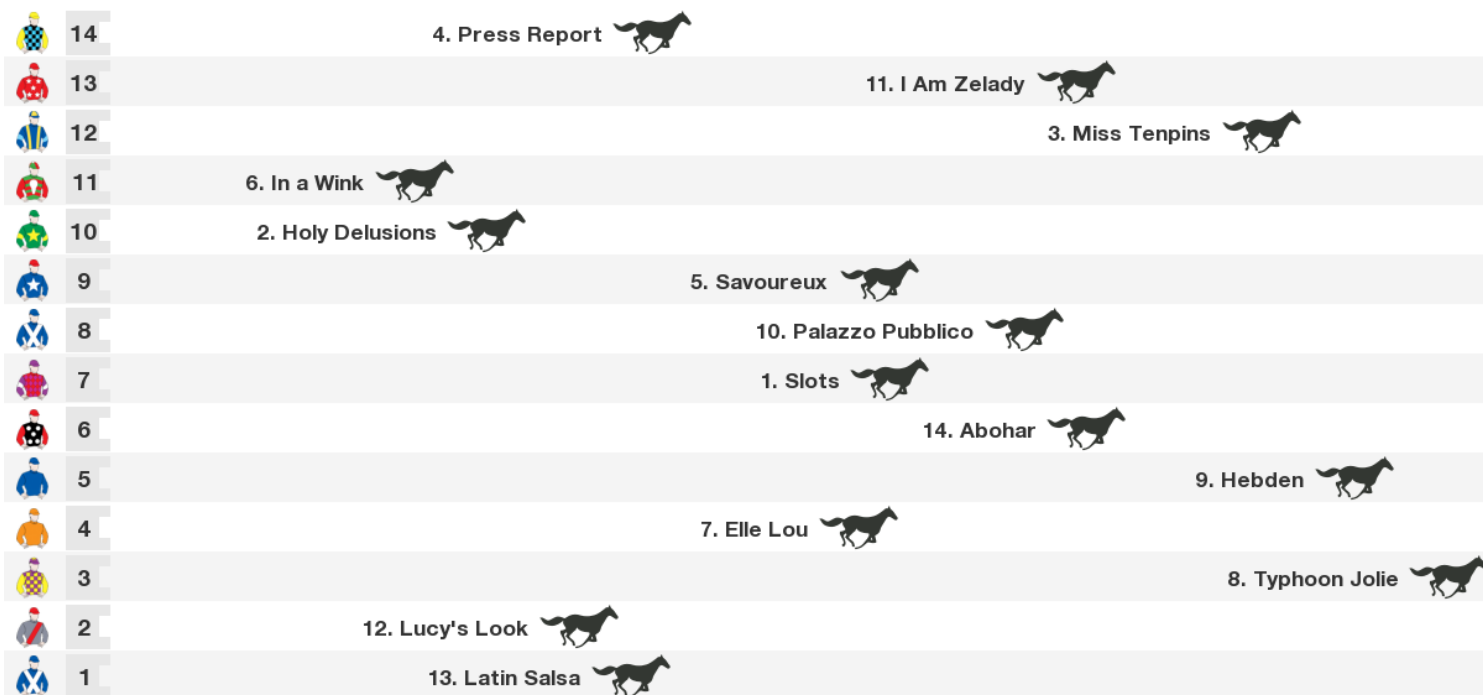 14 4. Press Report
13 11. I Am Zelady
12 3. Miss Tenpins
11 6. In a Wink
10 2. Holy Delusions
9 5. Savoureux
8 10. Palazzo Pubblico
7 1. Slots
6 14. Abohar
5 9. Hebden
4 7. Elle Lou
3 8. Typhoon Jolie
2 12. Lucy's Look
1 13. Latin Salsa